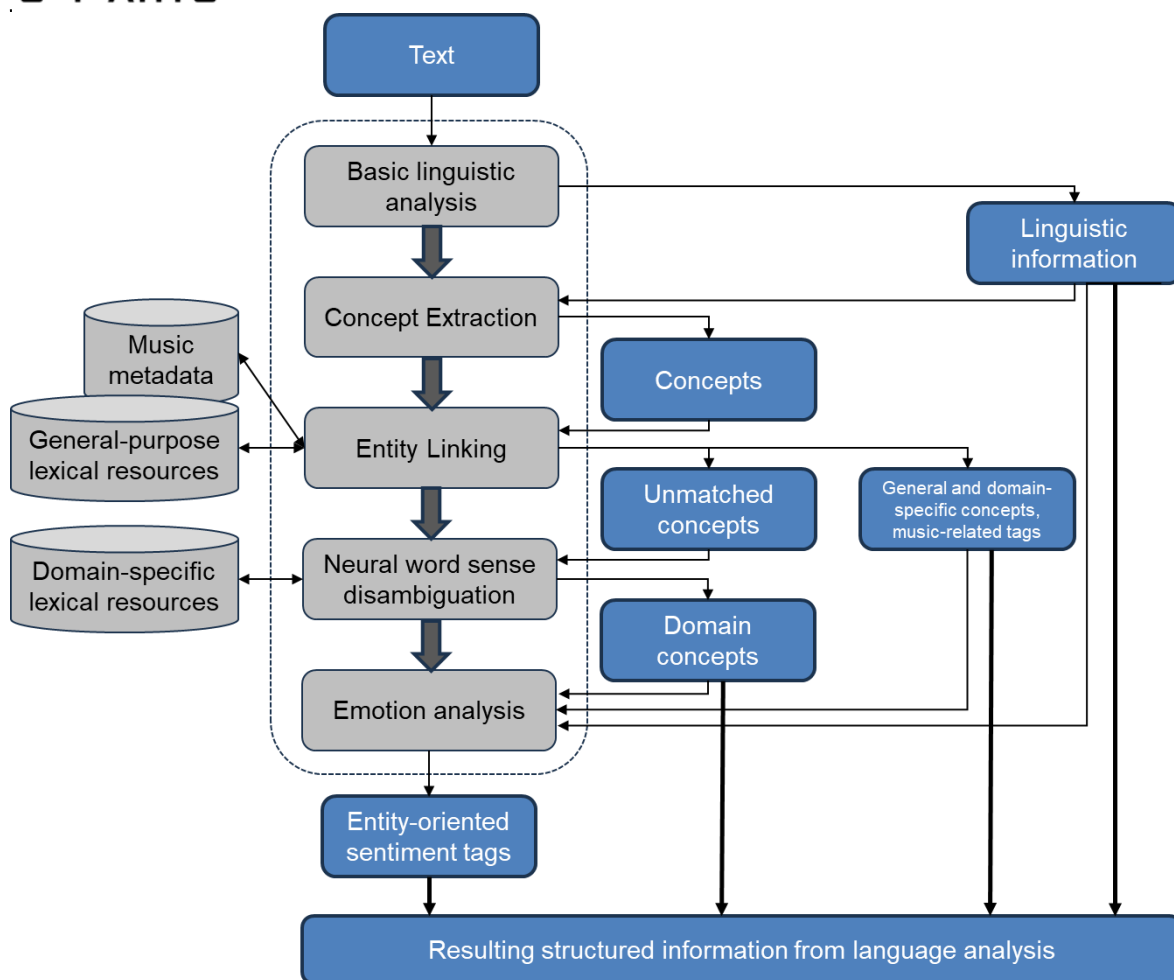 Text
Basic linguistic
analysis
Linguistic
information
Concept Extraction
Music
metadata
Concepts
General-purpose
lexical resources
Entity Linking
Unmatched
concepts
General and domain-
specific concepts,
music-related tags
Domain-specific
lexical resources
Neural word sense
disambiguation
Domain
concepts
Emotion analysis
Entity-oriented
sentiment tags
Resulting structured information from language analysis